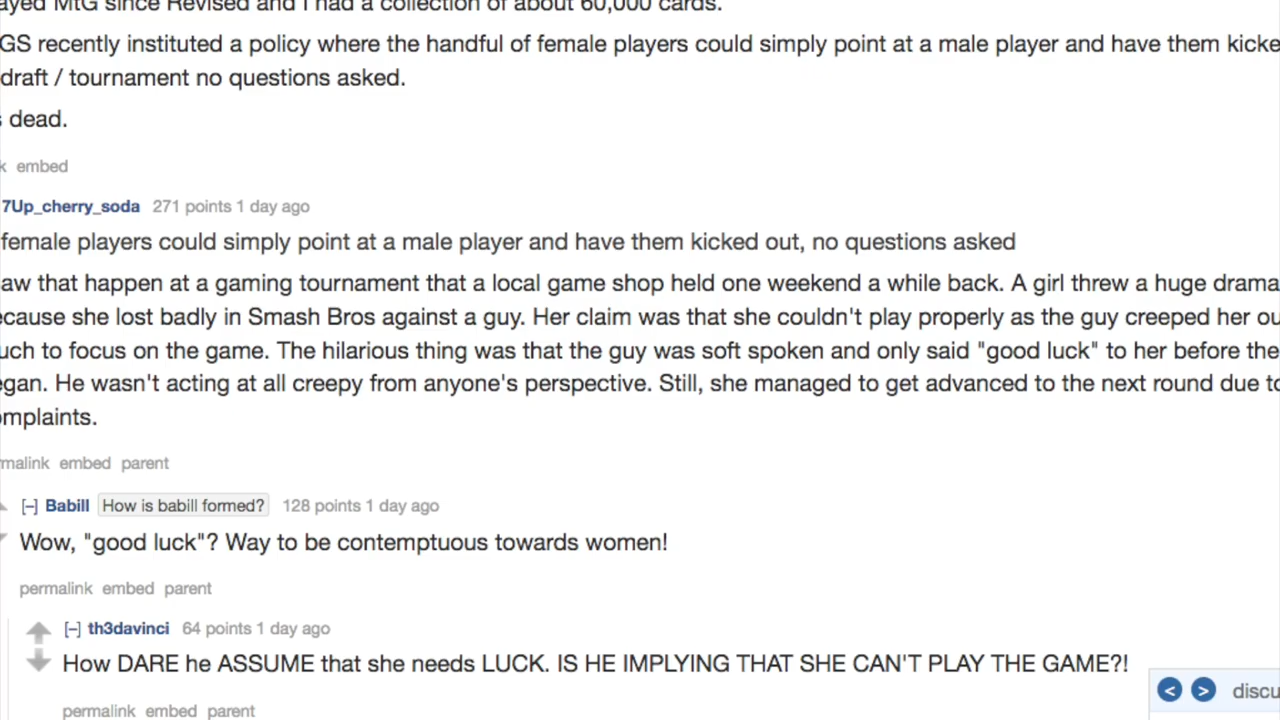 ayed MtG since Revised and I had a collection of about 60,000 cards.
GS recently instituted a policy where the handful of female players could simply point at a male player and have them kicke
draft / tournament no questions asked.
s dead.
k embed
7Up_cherry_soda 271 points 1 day ago
female players could simply point at a male player and have them kicked out, no questions asked
aw that happen at a gaming tournament that a local game shop held one weekend a while back. A girl threw a huge drama
ecause she lost badly in Smash Bros against a guy. Her claim was that she couldn't play properly as the guy creeped her ou
uch to focus on the game. The hilarious thing was that the guy was soft spoken and only said "good luck" to her before the
egan. He wasn't acting at all creepy from anyone's perspective. Still, she managed to get advanced to the next round due to
omplaints.
rmalink embed parent
[–] Babill How is babill formed? 128 points 1 day ago
Wow, "good luck"? Way to be contemptuous towards women!
permalink embed parent
[–] th3davinci 64 points 1 day ago
How DARE he ASSUME that she needs LUCK. IS HE IMPLYING THAT SHE CAN'T PLAY THE GAME?!
< > discu
permalink embed parent